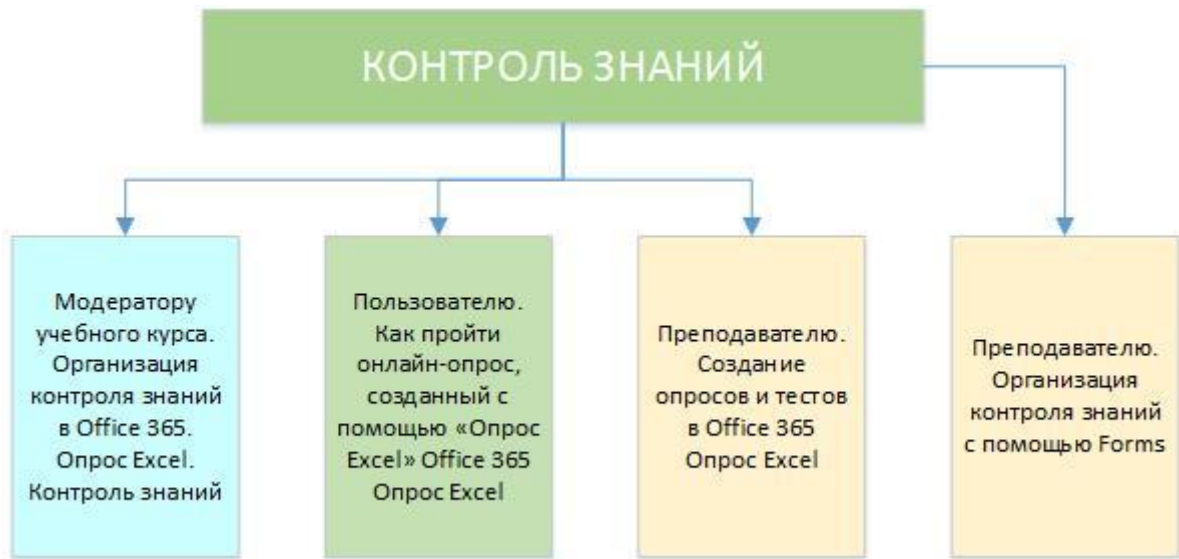 КОНТРОЛЬ ЗНАНИЙ
Модератору
учебного курса.
Организация
контроля знаний
в Office 365.
Опрос Excel.
Контроль знаний
Пользователю.
Как пройти
онлайн-опрос,
созданный с
помощью «Опрос
Excel» Office 365
Опрос Excel
Преподавателю.
Создание
опросов и тестов
в Office 365
Опрос Excel
Преподавателю.
Организация
контроля знаний
с помощью Forms